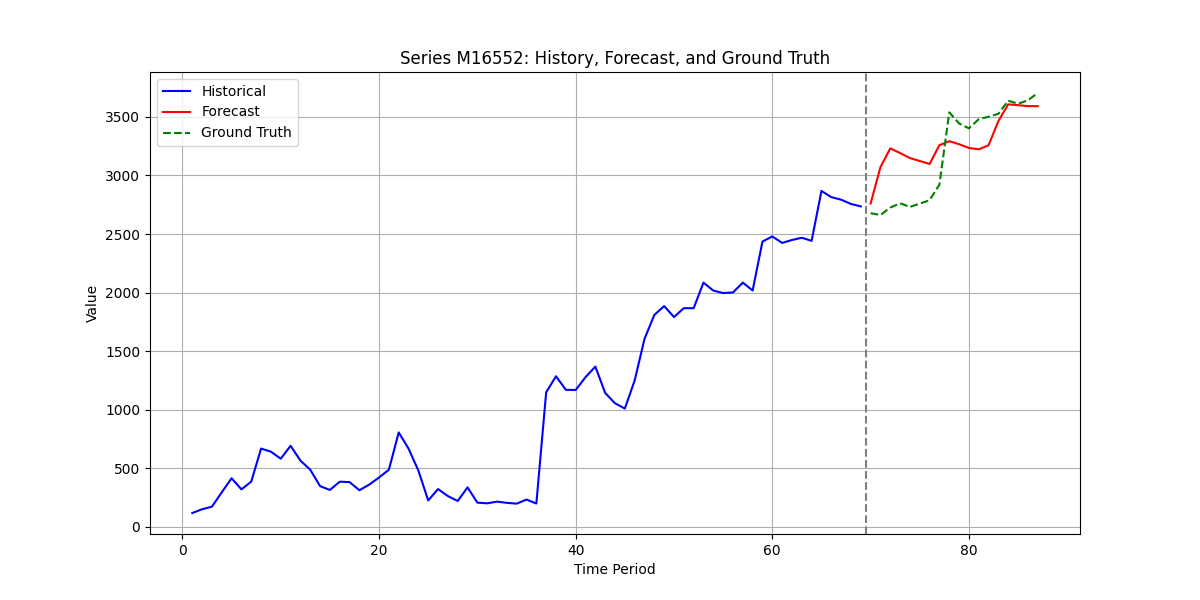 Series M16552: History, Forecast, and Ground Truth
Historical
Forecast
Ground Truth
3500
3000
2500
2000
1500
1000
500
0
Value
0 20 40 60 80
Time Period